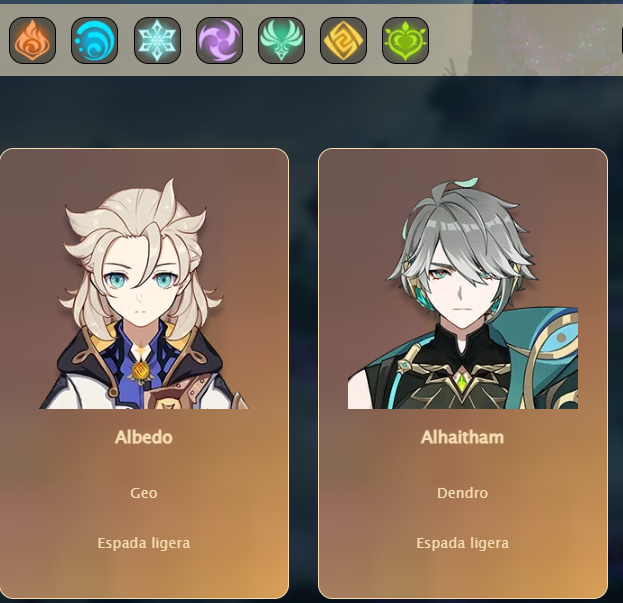 Albedo
Geo
Espada ligera
Alhaitham
Dendro
Espada ligera